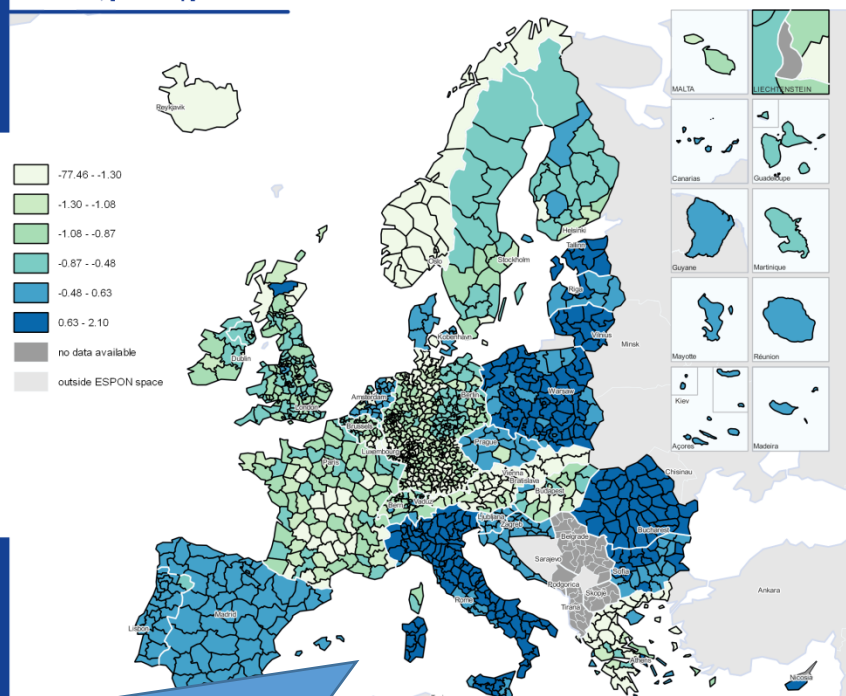 -77.46 - -1.30
-1.30 - -1.08
-1.08 - -0.87
-0.87 - -0.48
-0.48 - 0.63
0.63 - 2.10
no data available
outside ESPON space
Reykjavik
Oslo
Stockholm
Helsinki
Tallinn
Riga
Vilnius
Minsk
København
Dublin
London
Amsterdam
Brussels
Berlin
Warsaw
Luxembourg
Paris
Prague
Vienna
Bratislava
Budapest
Vaduz
Bern
Ljubljana
Zagreb
Chisinau
Bucharest
Belgrade
Sarajevo
Sofia
Podgorica
Skopje
Tirana
Rome
Madrid
Lisbon
Athens
Ankara
Nicosia
MALTA
LIECHTENSTEIN
Canarias
Guadeloupe
Guyane
Martinique
Mayotte
Réunion
Kiev
Açores
Madeira